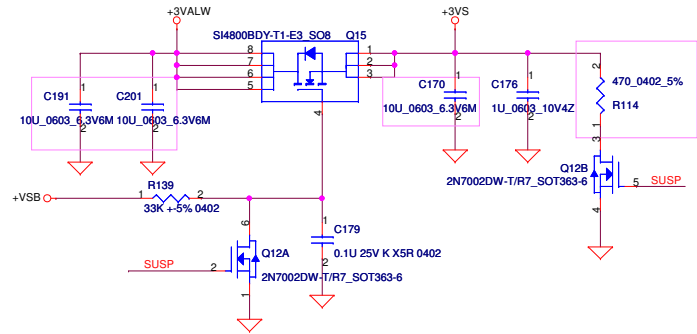 +3VALW
+3VS
SI4800BDY-T1-E3_SO8
Q15
8
7
6
5
1
2
3
4
C191
1
2
10U_0603_6.3V6M
C201
1
2
10U_0603_6.3V6M
C170
1
2
10U_0603_6.3V6M
C176
1
2
1U_0603_10V4Z
2
470_0402_5%
R114
1
3
Q12B
2N7002DW-T/R7_SOT363-6
5
SUSP
4
+VSB
1
R139
2
33K +-5% 0402
6
Q12A
2N7002DW-T/R7_SOT363-6
SUSP
2
1
1
C179
0.1U 25V K X5R 0402
2